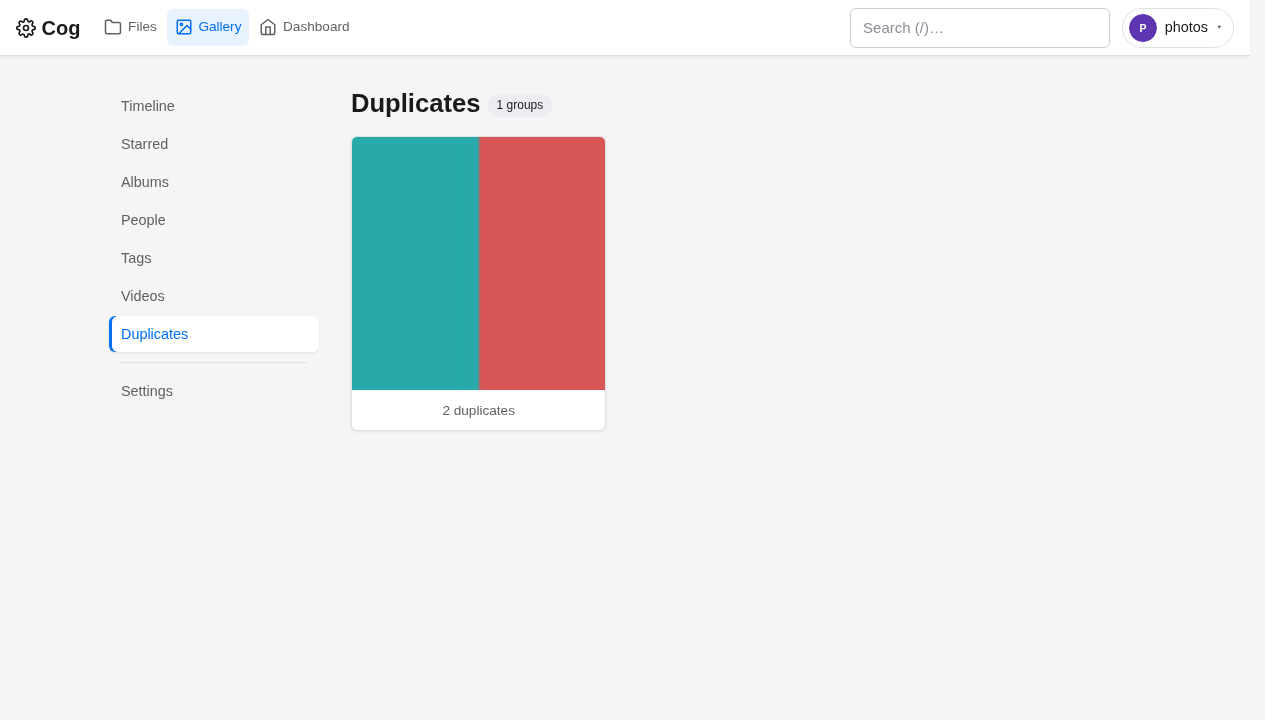 Cog
Files
Gallery
Dashboard
Search (/)…
P
photos
Timeline
Starred
Albums
People
Tags
Videos
Duplicates
Settings
Duplicates
1 groups
2 duplicates